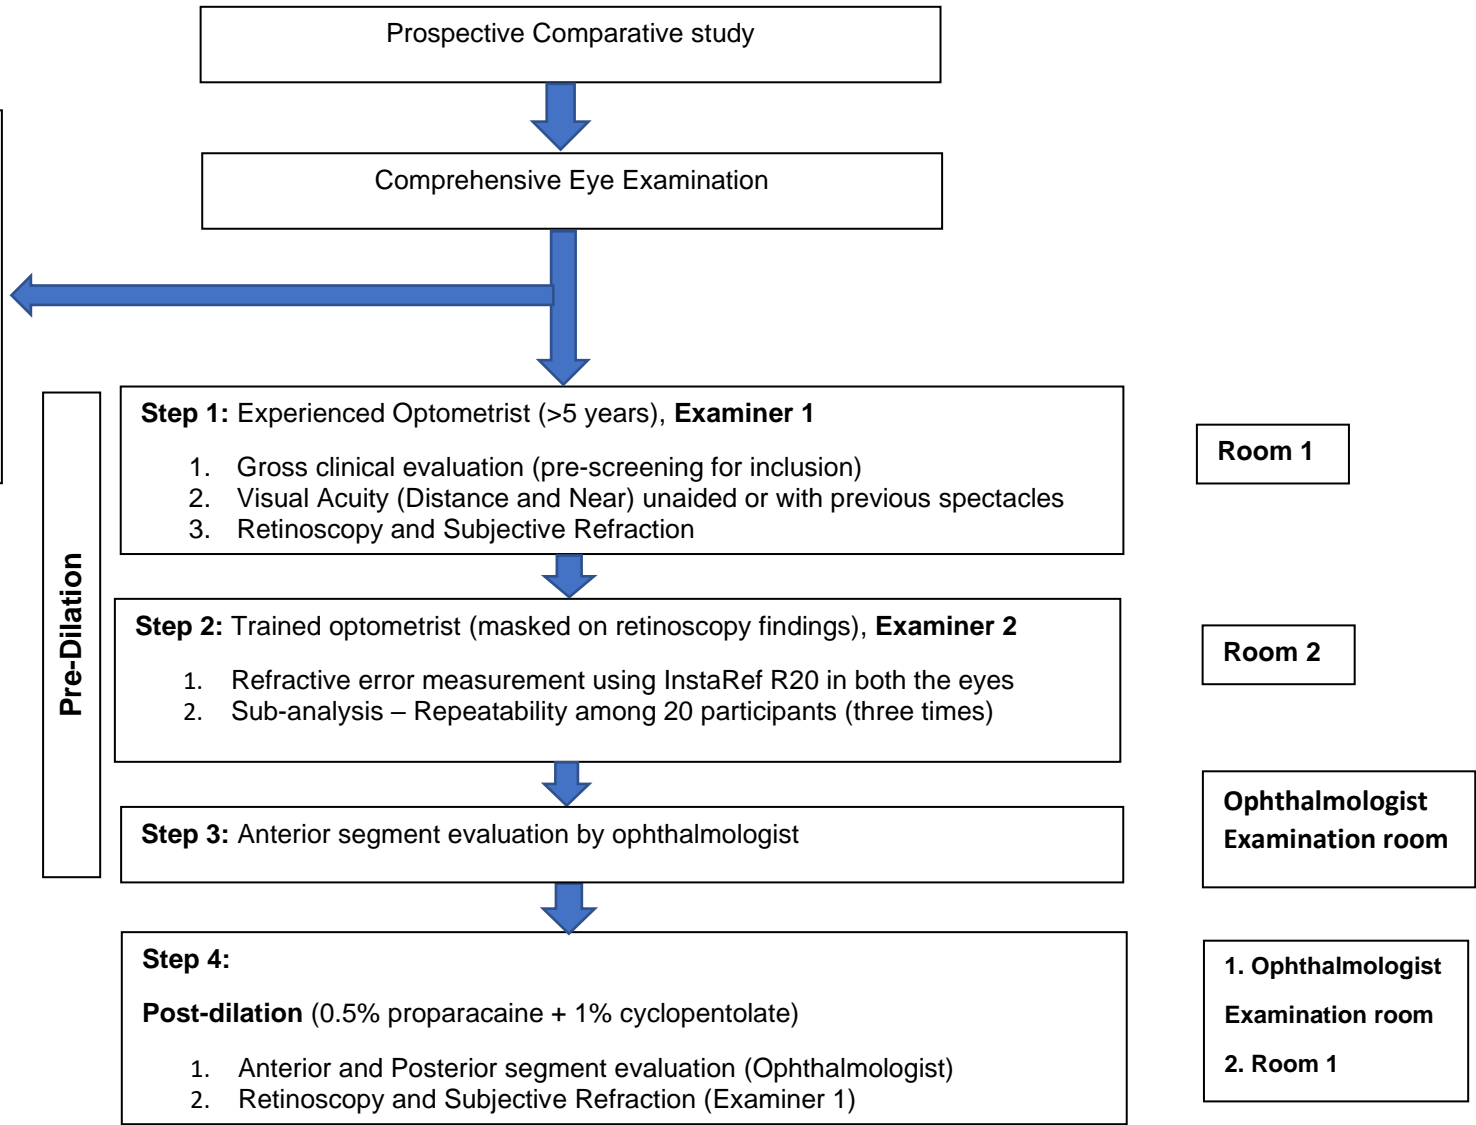 Prospective Comparative study
Comprehensive Eye Examination
Pre-Dilation
Step 1: Experienced Optometrist (>5 years), Examiner 1
1. Gross clinical evaluation (pre-screening for inclusion)
2. Visual Acuity (Distance and Near) unaided or with previous spectacles
3. Retinoscopy and Subjective Refraction
Room 1
Step 2: Trained optometrist (masked on retinoscopy findings), Examiner 2
1. Refractive error measurement using InstaRef R20 in both the eyes
2. Sub-analysis – Repeatability among 20 participants (three times)
Room 2
Step 3: Anterior segment evaluation by ophthalmologist
Ophthalmologist
Examination room
Step 4:
Post-dilation (0.5% proparacaine + 1% cyclopentolate)
1. Anterior and Posterior segment evaluation (Ophthalmologist)
2. Retinoscopy and Subjective Refraction (Examiner 1)
1. Ophthalmologist
Examination room
2. Room 1